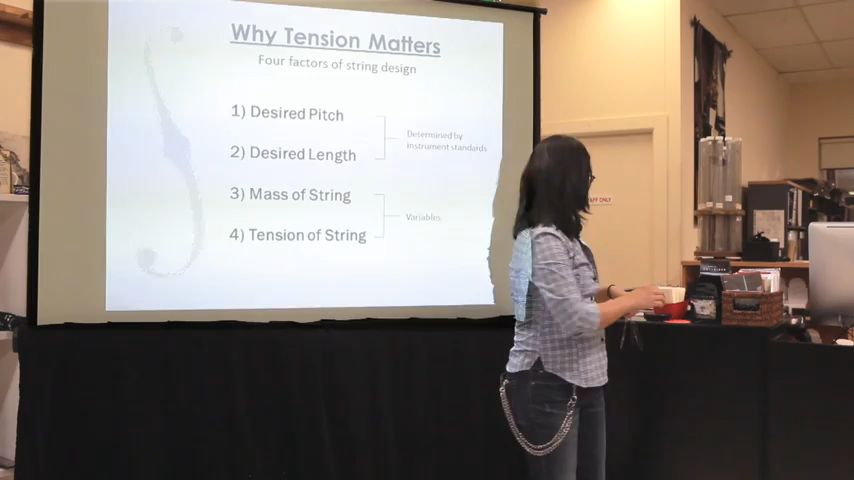 Why Tension Matters
Four factors of string design
1) Desired Pitch
2) Desired Length
Determined by
instrument standards
3) Mass of String
4) Tension of String
Variables
ONLY